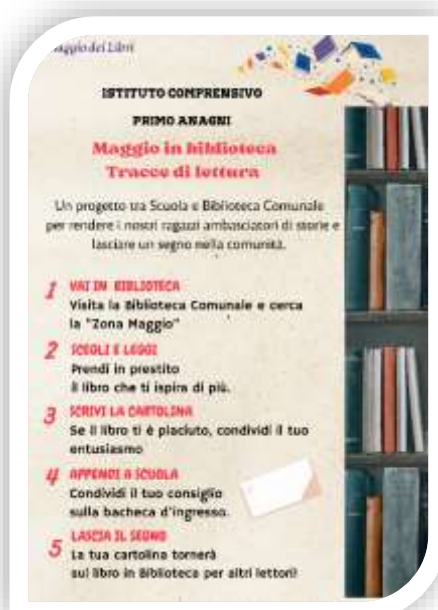 Maggio dei Libri
ISTITUTO COMPRENSIVO
PRIMO ANAGNI
Maggio in biblioteca
Tracce di lettura
Un progetto tra Scuola e Biblioteca Comunale
per rendere i nostri ragazzi ambasciatori di storie e
lasciare un segno nella comunità.
1 VAI IN BIBLIOTECA
Visita la Biblioteca Comunale e cerca
la "Zona Maggio"
2 SCEGLI E LEGGI
Prendi in prestito
il libro che ti ispira di più.
3 SCRIVI LA CARTOLINA
Se il libro ti è piaciuto, condividi il tuo
entusiasmo
4 APPENDI A SCUOLA
Condividi il tuo consiglio
sulla bacheca d'ingresso.
5 LASCIA IL SEGNO
La tua cartolina tornerà
sul libro in Biblioteca per altri lettori!